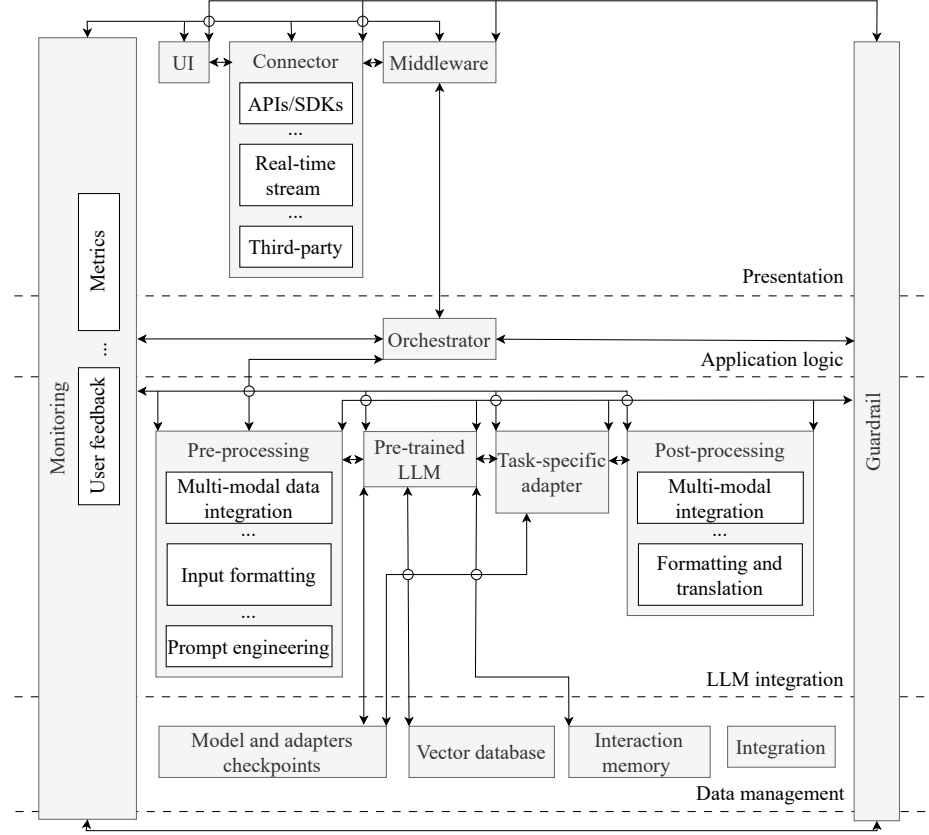 UI
Connector
Middleware
APIs/SDKs
...
Real-time
stream
...
Third-party
Metrics
...
User feedback
Monitoring
Guardrail
Presentation
Orchestrator
Application logic
Pre-processing
Multi-modal data
integration
...
Input formatting
...
Prompt engineering
Pre-trained
LLM
Task-specific
adapter
Post-processing
Multi-modal
integration
...
Formatting and
translation
LLM integration
Model and adapters
checkpoints
Vector database
Interaction
memory
Integration
Data management